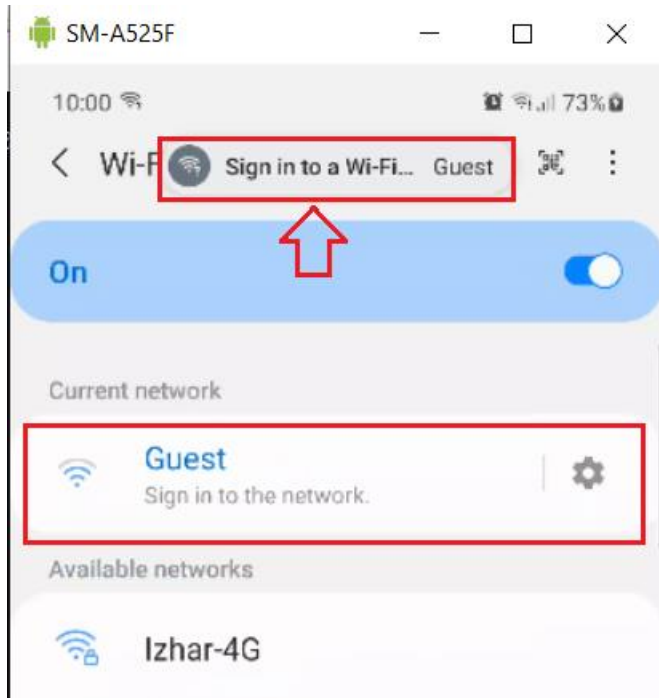 SM-A525F
10:00 73%
Wi-F Sign in to a Wi-Fi... Guest
On
Current network
Guest
Sign in to the network.
Available networks
Izhar-4G